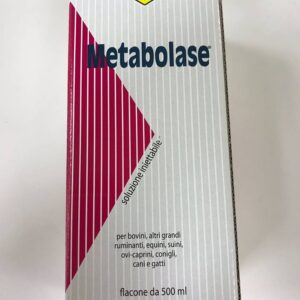 Metabolase
soluzione iniettabile
per bovini, altri grandi
ruminanti, equini, suini,
ovi-caprini, conigli,
cani e gatti
flacone da 500 ml